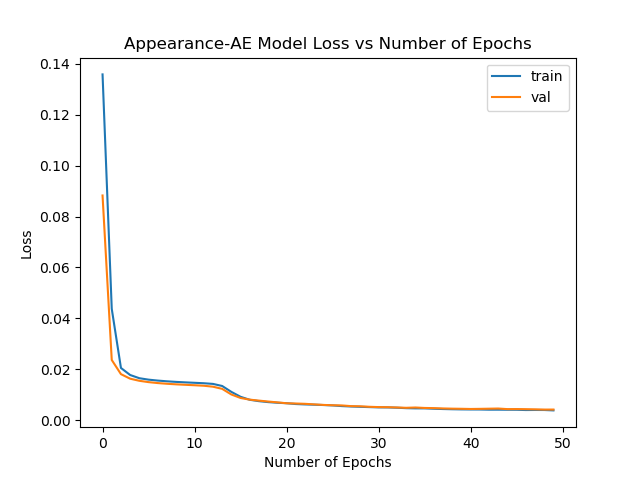 Appearance-AE Model Loss vs Number of Epochs
train
val
0.14
0.12
0.10
0.08
0.06
0.04
0.02
0.00
Loss
0 10 20 30 40 50
Number of Epochs